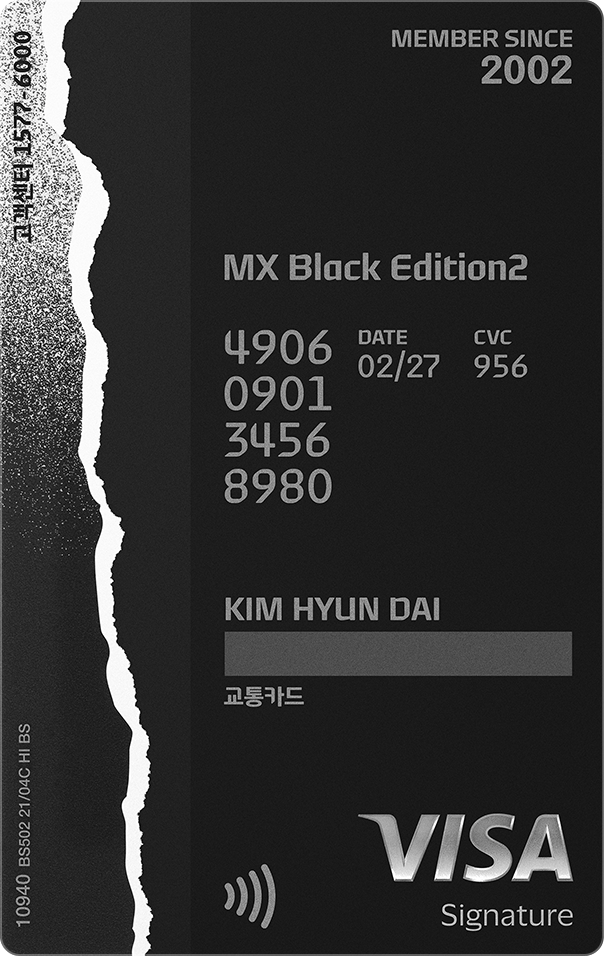 고객센터 1577-6000
MEMBER SINCE
2002
MX Black Edition2
4906
0901
3456
8980
DATE
02/27
CVC
956
KIM HYUN DAI
교통카드
10940 BS502 21/04C HI BS
VISA
Signature